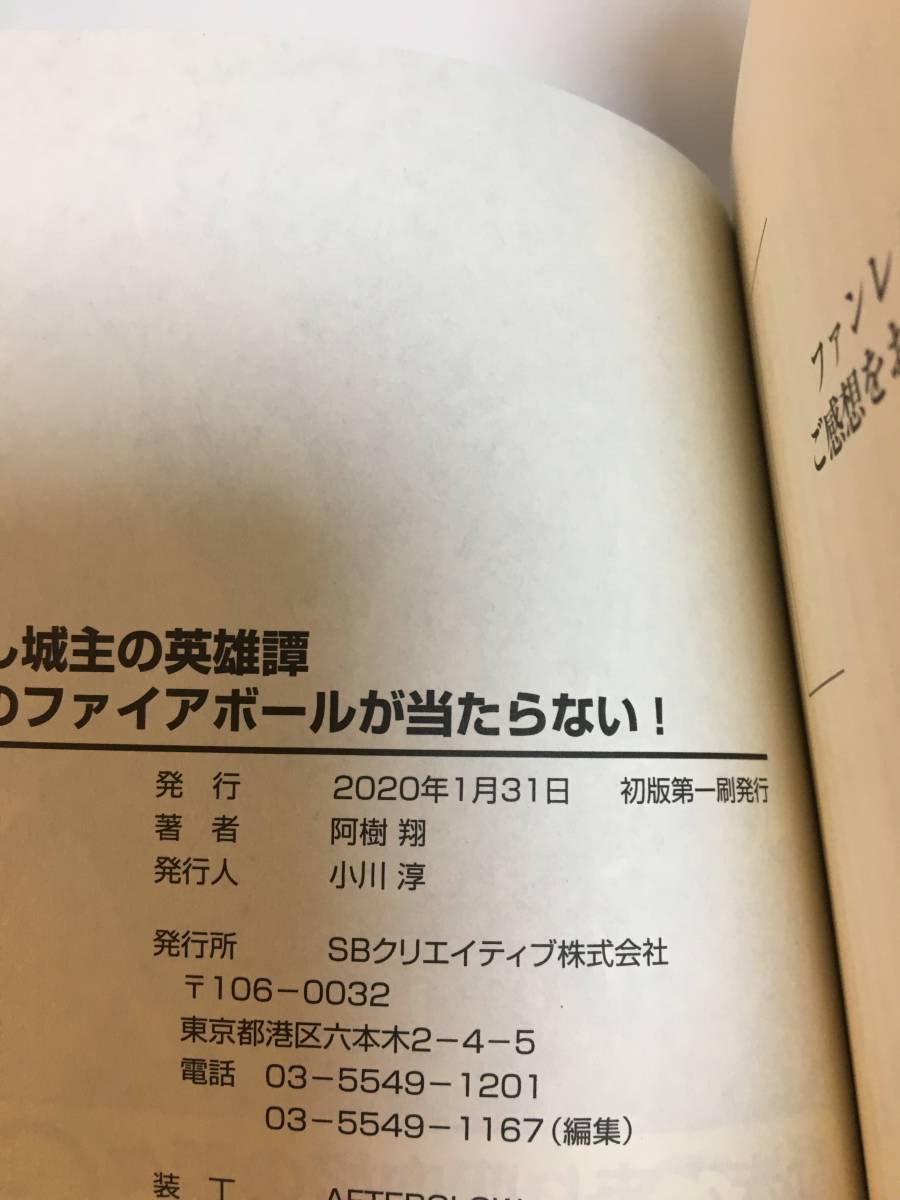 し城主の英雄譚
のファイアボールが当たらない！
発 行 2020年1月31日 初版第一刷発行
著 者 阿樹 翔
発行人 小川 淳
発行所 SBクリエイティブ株式会社
〒106−0032
東京都港区六本木2−4−5
電話 03−5549−1201
03−5549−1167(編集)
装 丁 AFTERGLOW
ファンレ
ご感想をお